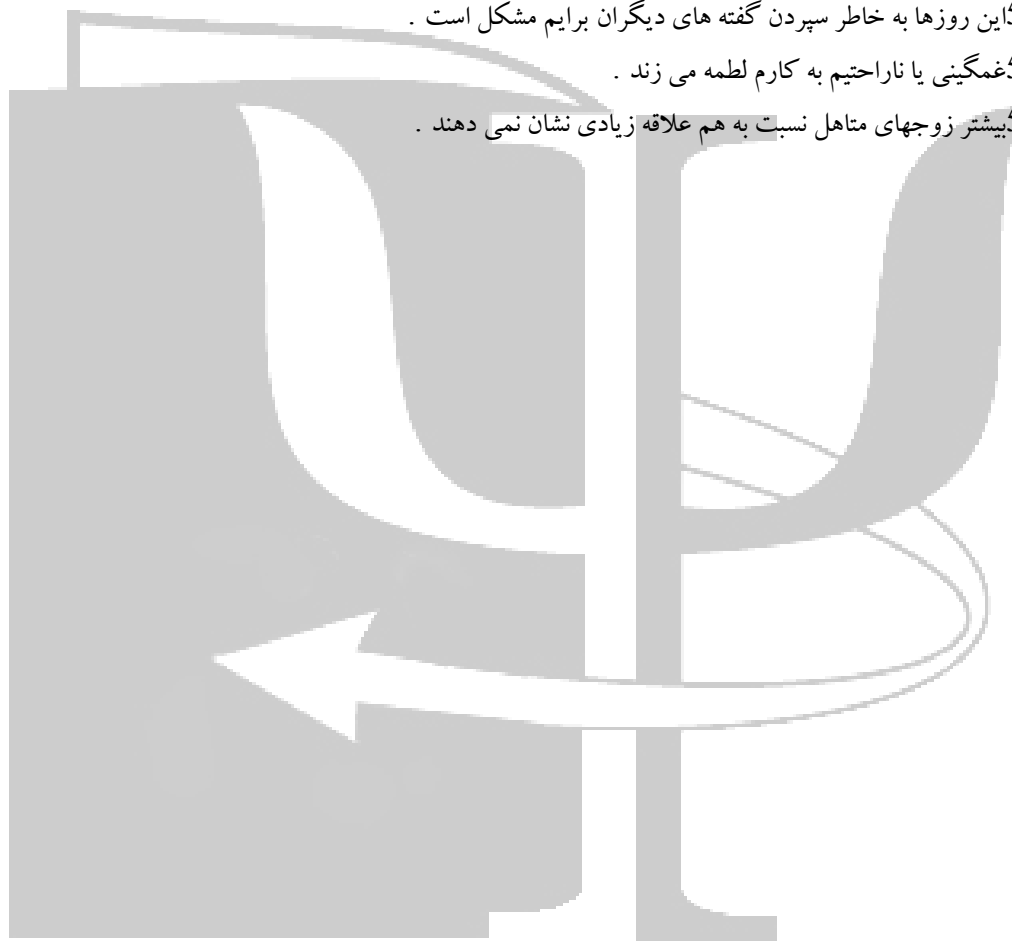 این روزها به خاطر سپردن گفته های دیگران برایم مشکل است .
غمگینی یا ناراحتیم به کارم لطمه می زند .
بیشتر زوجهای متاهل نسبت به هم علاقه زیادی نشان نمی دهند .